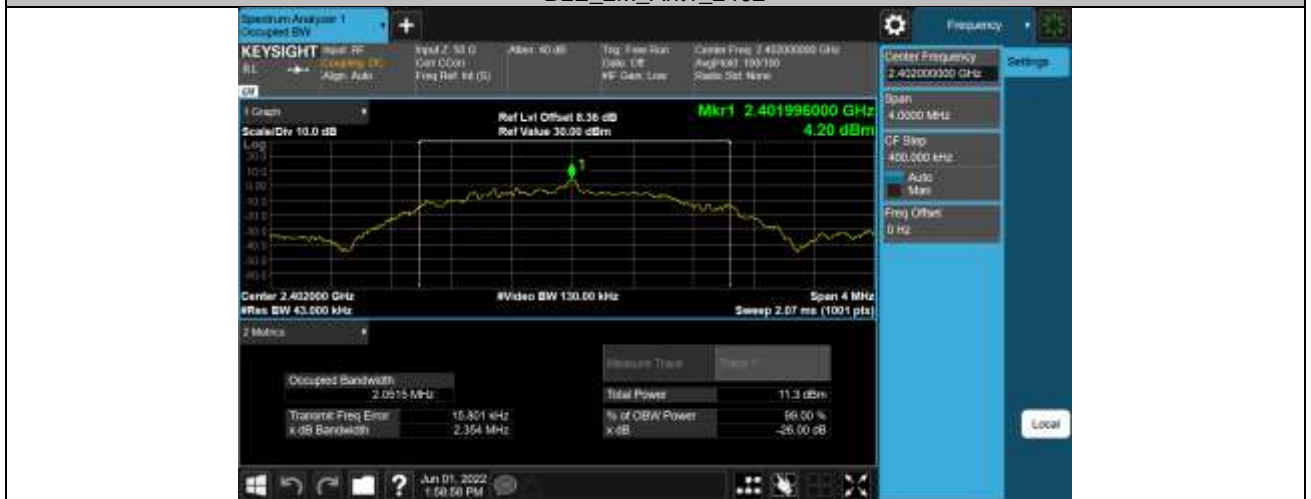 Spectrum Analyzer 1
Occupied BW
KEYSIGHT
Input: RF
Coupling: DC
Align: Auto
Input Z: 50 Ω
Corr CCorr
Freq Ref: Int (S)
Atten: 40 dB
Trig: Free Run
Gate: Off
#IF Gain: Low
Center Freq: 2.402000000 GHz
Avg|Hold: 100/100
Radio Std: None
1 Graph
Scale/Div 10.0 dB
Ref Lvl Offset 8.36 dB
Ref Value 30.00 dBm
Mkr1 2.401996000 GHz
4.20 dBm
Log
1
Center 2.402000 GHz
#Res BW 43.000 kHz
#Video BW 130.00 kHz
Span 4 MHz
Sweep 2.07 ms (1001 pts)
2 Metrics
Measure Trace
Trace 1
Occupied Bandwidth
2.0515 MHz
Total Power
11.3 dBm
Transmit Freq Error
15.801 kHz
% of OBW Power
99.00 %
x dB Bandwidth
2.354 MHz
x dB
-26.00 dB
Jun 01, 2022
1:58:58 PM
Frequency
Settings
Center Frequency
2.402000000 GHz
Span
4.0000 MHz
CF Step
400.000 kHz
Auto
Man
Freq Offset
0 Hz
Local